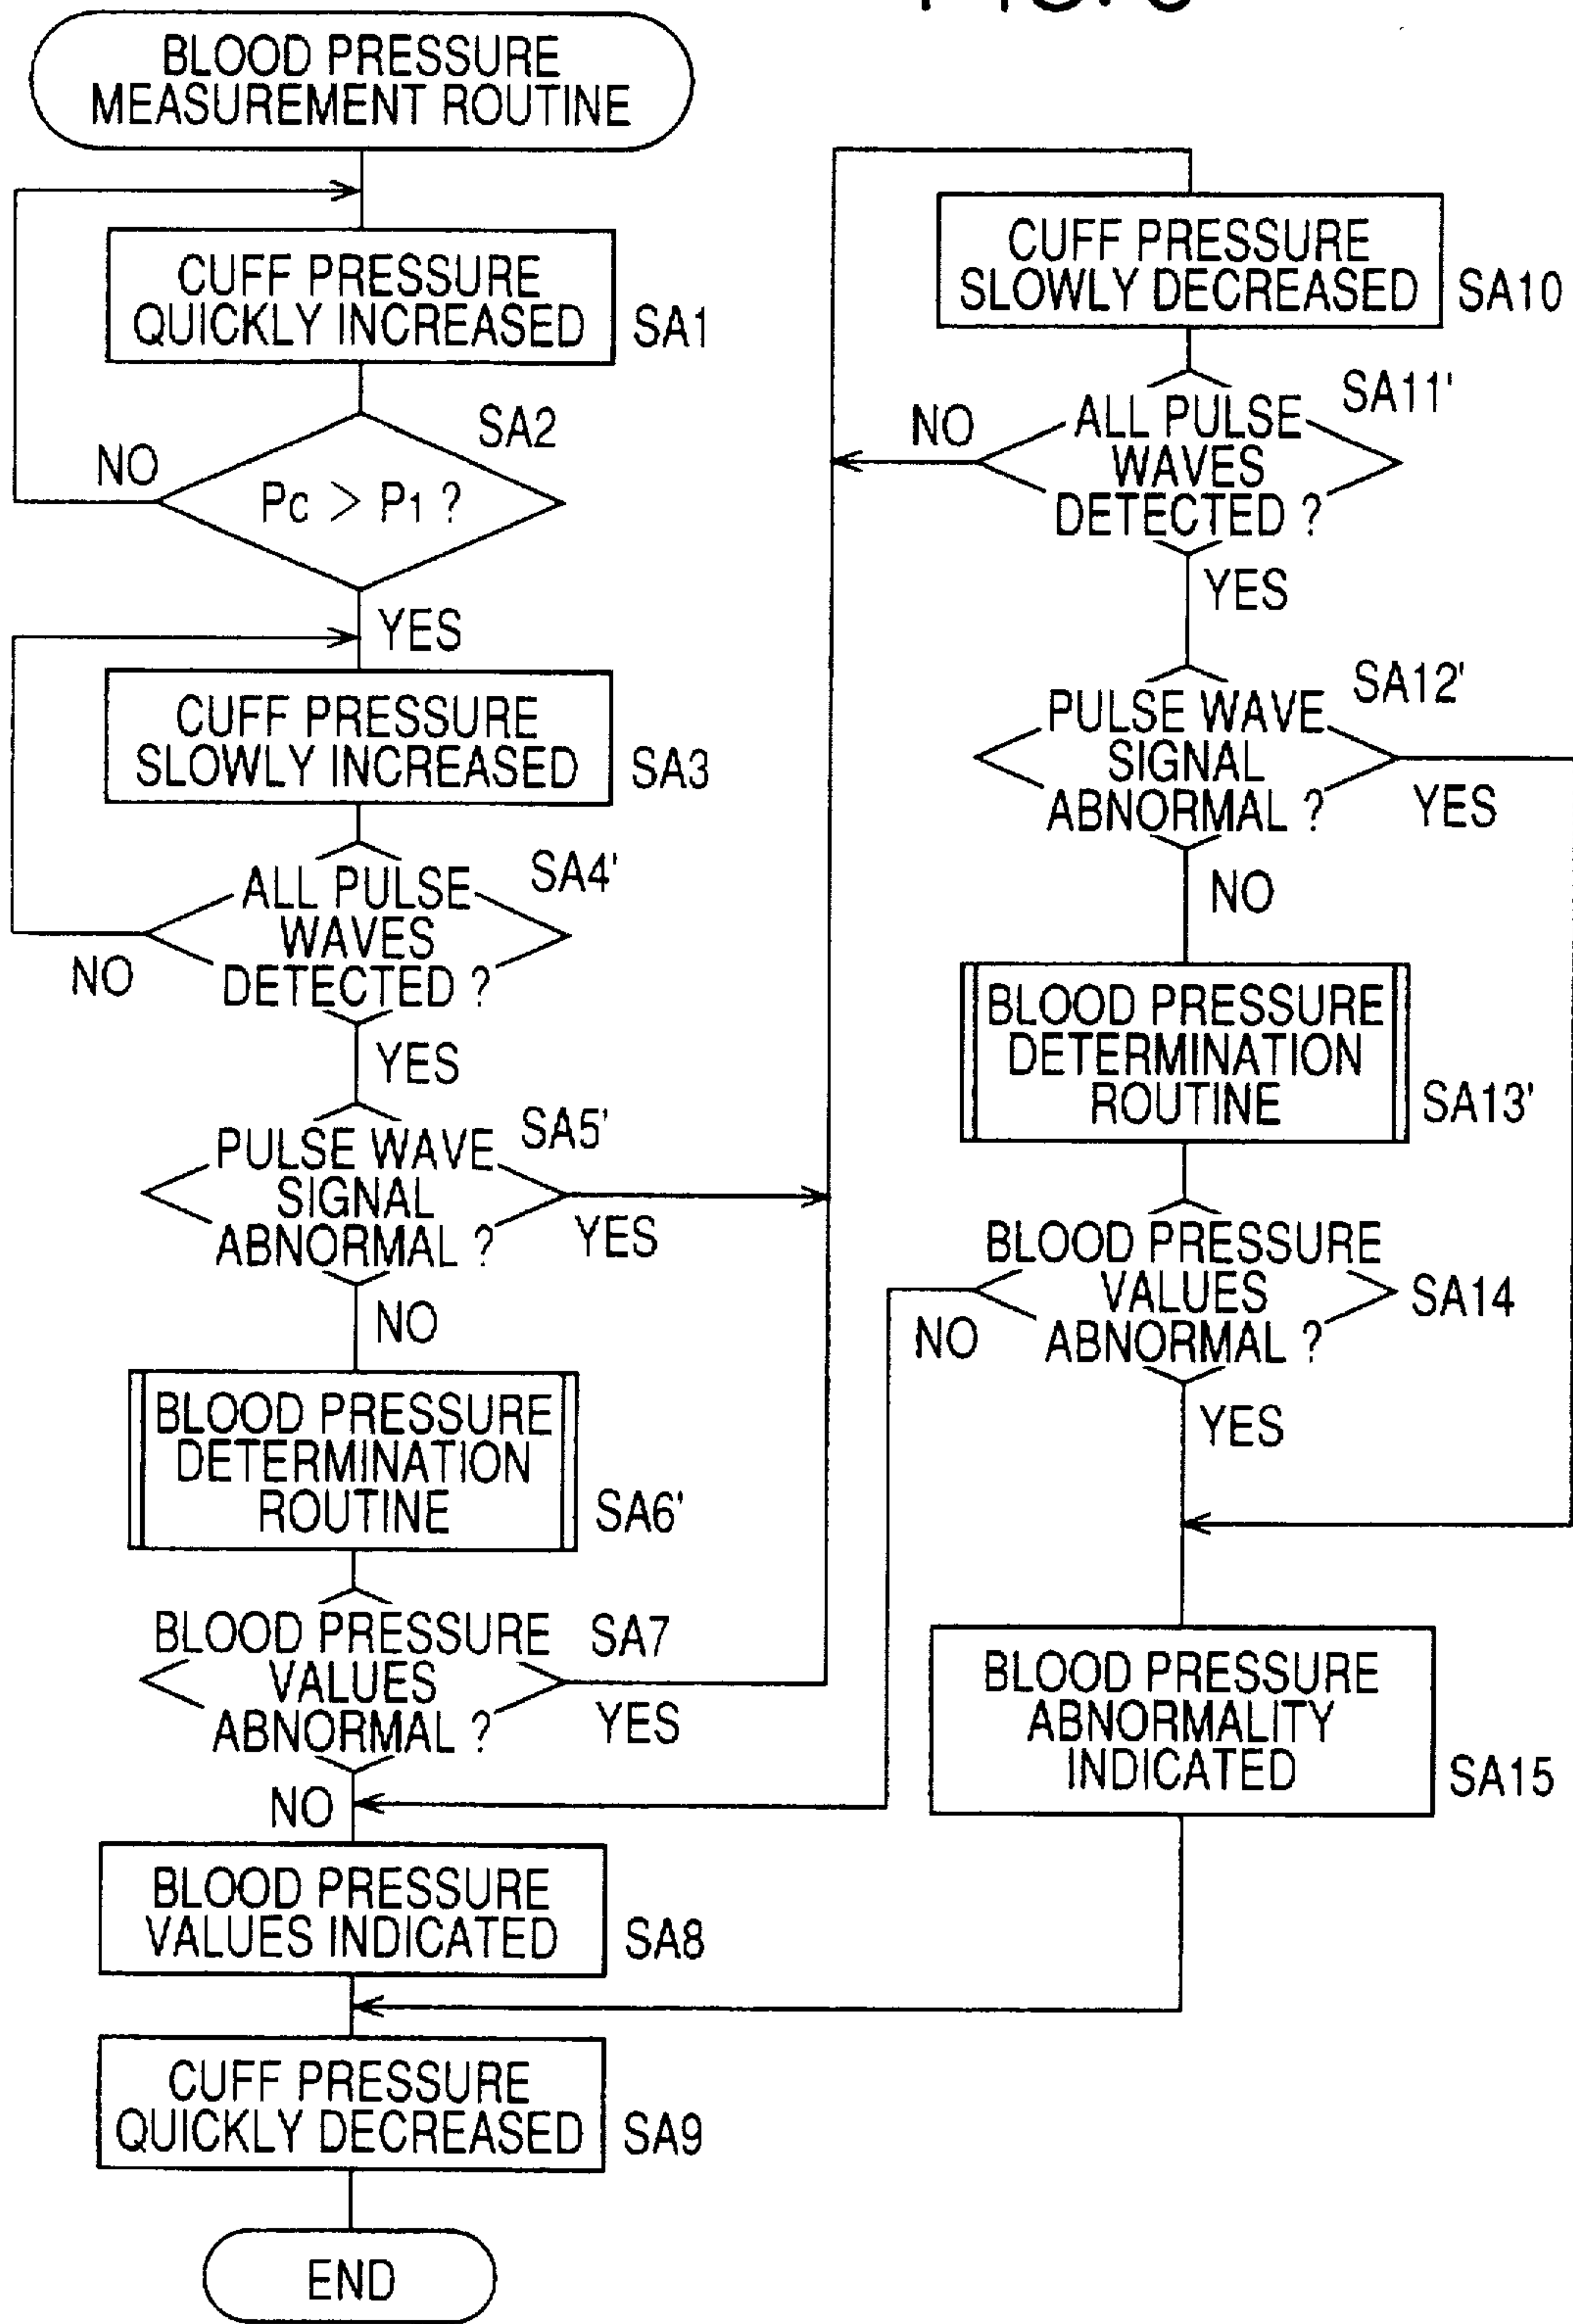 BLOOD PRESSURE
MEASUREMENT ROUTINE
CUFF PRESSURE
QUICKLY INCREASED
SA1
SA2
NO
Pc > P1 ?
YES
CUFF PRESSURE
SLOWLY INCREASED
SA3
SA4'
ALL PULSE
WAVES
DETECTED ?
NO
YES
SA5'
PULSE WAVE
SIGNAL
ABNORMAL ?
YES
NO
BLOOD PRESSURE
DETERMINATION
ROUTINE
SA6'
BLOOD PRESSURE
VALUES
ABNORMAL ?
SA7
YES
NO
BLOOD PRESSURE
VALUES INDICATED
SA8
CUFF PRESSURE
QUICKLY DECREASED
SA9
END
CUFF PRESSURE
SLOWLY DECREASED
SA10
SA11'
NO
ALL PULSE
WAVES
DETECTED ?
YES
SA12'
PULSE WAVE
SIGNAL
ABNORMAL ?
YES
NO
BLOOD PRESSURE
DETERMINATION
ROUTINE
SA13'
BLOOD PRESSURE
VALUES
ABNORMAL ?
SA14
NO
YES
BLOOD PRESSURE
ABNORMALITY
INDICATED
SA15